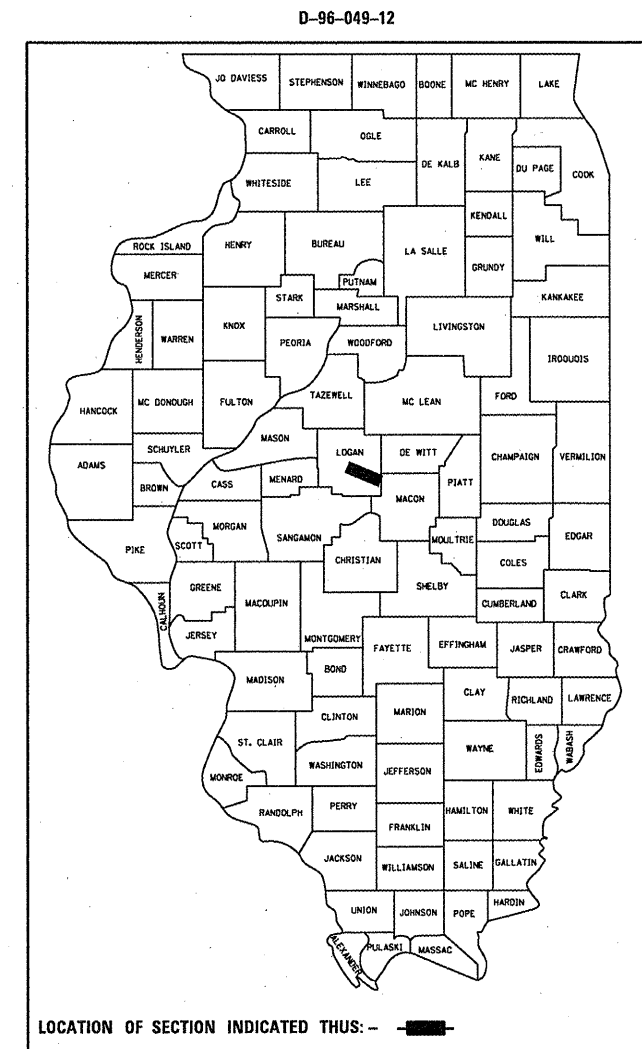 D-96-049-12
JO DAVIESS STEPHENSON WINNEBAGO BOONE MC HENRY LAKE
CARROLL OGLE
DE KALB KANE DU PAGE COOK
WHITESIDE LEE
KENDALL
ROCK ISLAND HENRY BUREAU LA SALLE WILL
MERCER PUTNAM GRUNDY
STARK MARSHALL KANKAKEE
HENDERSON WARREN KNOX PEORIA WOODFORD LIVINGSTON IROQUOIS
HANCOCK MC DONOUGH FULTON TAZEWELL MC LEAN FORD
MASON
ADAMS SCHUYLER LOGAN DE WITT CHAMPAIGN VERMILION
BROWN CASS MENARD PIATT
MACON
MORGAN SANGAMON DOUGLAS
PIKE SCOTT CHRISTIAN MOULTRIE EDGAR
COLES
GREENE MACOUPIN SHELBY CLARK
CALHOUN CUMBERLAND
JERSEY MONTGOMERY FAYETTE EFFINGHAM JASPER CRAWFORD
BOND
MADISON CLAY RICHLAND LAWRENCE
CLINTON MARION
ST. CLAIR WAYNE EDWARDS WABASH
WASHINGTON JEFFERSON
MONROE
RANDOLPH PERRY HAMILTON WHITE
FRANKLIN
JACKSON WILLIAMSON SALINE GALLATIN
UNION JOHNSON POPE HARDIN
ALEXANDER PULASKI MASSAC
LOCATION OF SECTION INDICATED THUS: –